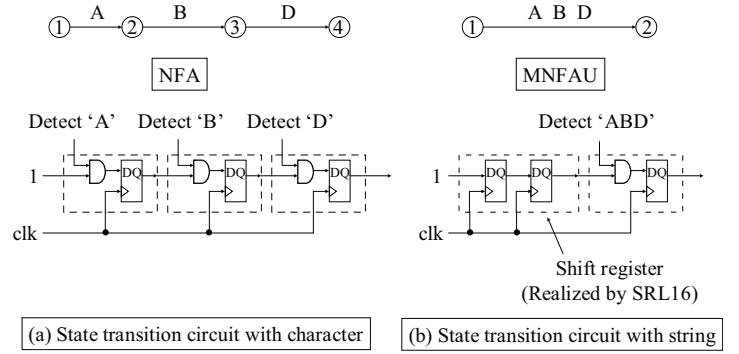 A B D
1 2 3 4
NFA
Detect ‘A’ Detect ‘B’ Detect ‘D’
1
DQ DQ DQ
clk
(a) State transition circuit with character
A B D
1 2
MNFAU
Detect ‘ABD’
1
DQ DQ DQ
clk
Shift register
(Realized by SRL16)
(b) State transition circuit with string